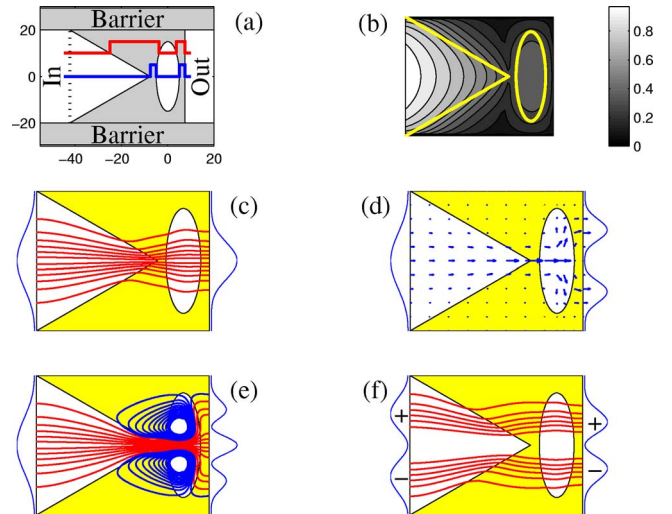 Barrier
(a)
(b)
20
0
-20
In
Out
Barrier
-40
-20
0
20
0.8
0.6
0.4
0.2
0
(c)
(d)
(e)
(f)
+
+
−
−